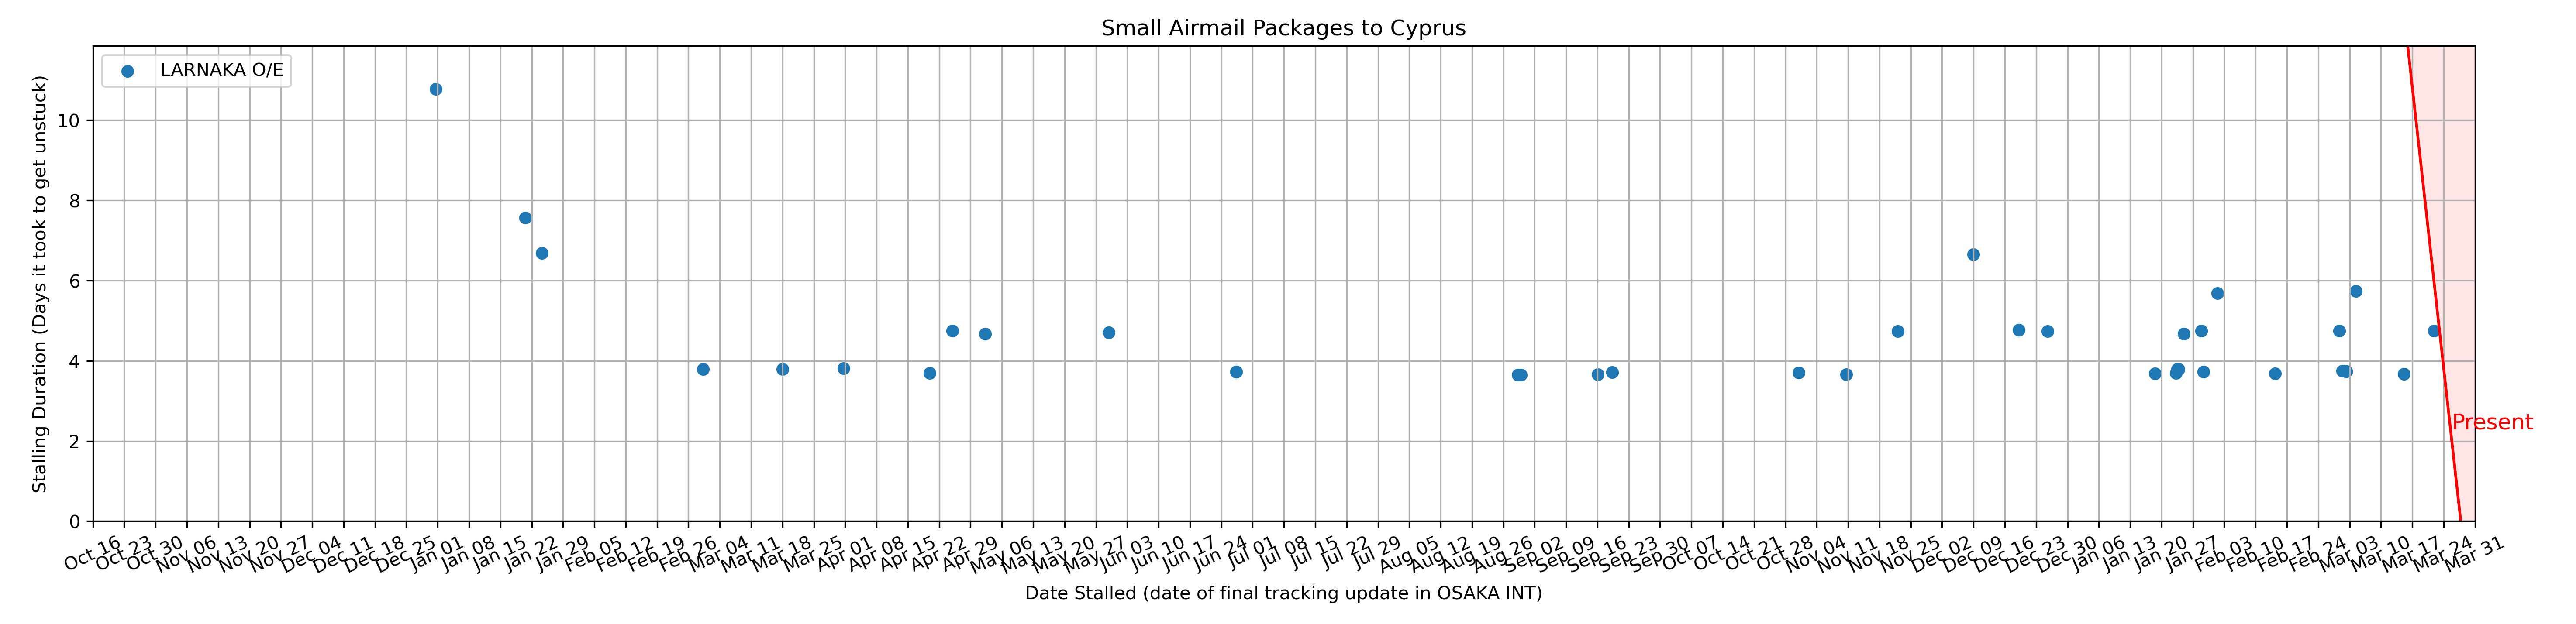 Small Airmail Packages to Cyprus
LARNAKA O/E
Stalling Duration (Days it took to get unstuck)
10
8
6
4
2
0
Present
Oct 16 Oct 23 Oct 30 Nov 06 Nov 13 Nov 20 Nov 27 Dec 04 Dec 11 Dec 18 Dec 25 Jan 01 Jan 08 Jan 15 Jan 22 Jan 29 Feb 05 Feb 12 Feb 19 Feb 26 Mar 04 Mar 11 Mar 18 Mar 25 Apr 01 Apr 08 Apr 15 Apr 22 Apr 29 May 06 May 13 May 20 May 27 Jun 03 Jun 10 Jun 17 Jun 24 Jul 01 Jul 08 Jul 15 Jul 22 Jul 29 Aug 05 Aug 12 Aug 19 Aug 26 Sep 02 Sep 09 Sep 16 Sep 23 Sep 30 Oct 07 Oct 14 Oct 21 Oct 28 Nov 04 Nov 11 Nov 18 Nov 25 Dec 02 Dec 09 Dec 16 Dec 23 Dec 30 Jan 06 Jan 13 Jan 20 Jan 27 Feb 03 Feb 10 Feb 17 Feb 24 Mar 03 Mar 10 Mar 17 Mar 24 Mar 31
Date Stalled (date of final tracking update in OSAKA INT)